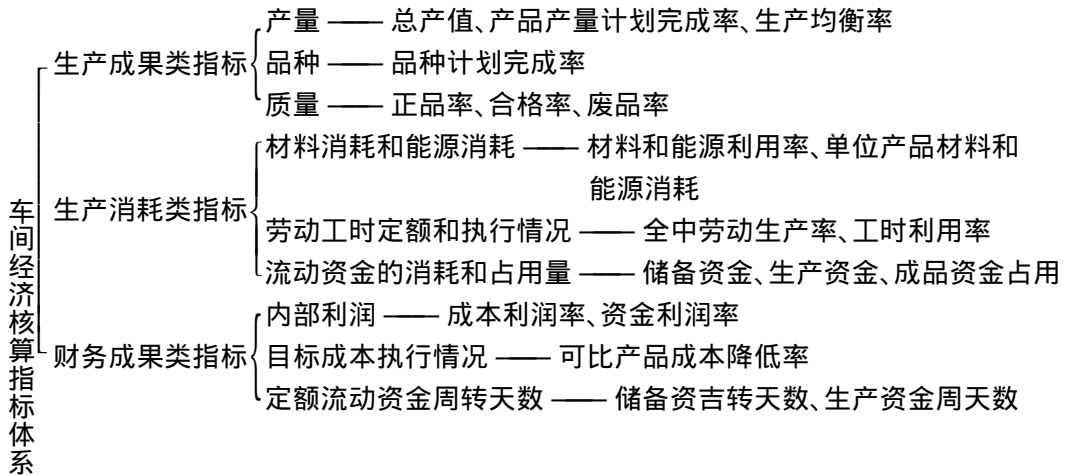 车间经济核算指标体系
生产成果类指标
产量 —— 总产值、产品产量计划完成率、生产均衡率
品种 —— 品种计划完成率
质量 —— 正品率、合格率、废品率
生产消耗类指标
材料消耗和能源消耗 —— 材料和能源利用率、单位产品材料和
能源消耗
劳动工时定额和执行情况 —— 全中劳动生产率、工时利用率
流动资金的消耗和占用量 —— 储备资金、生产资金、成品资金占用
财务成果类指标
内部利润 —— 成本利润率、资金利润率
目标成本执行情况 —— 可比产品成本降低率
定额流动资金周转天数 —— 储备资吉转天数、生产资金周天数